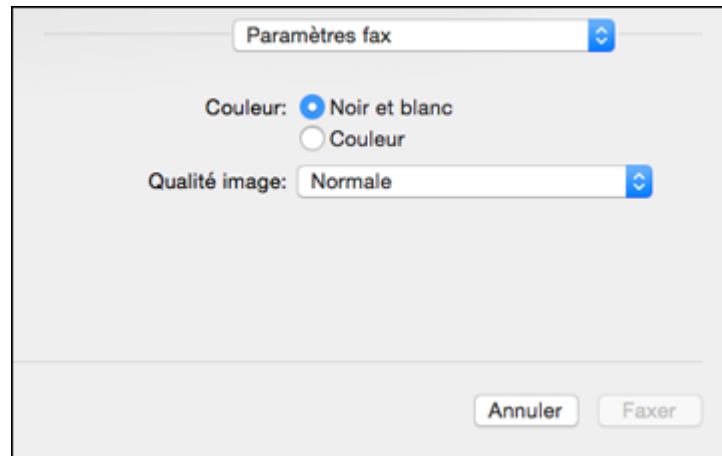 Paramètres fax
Couleur: Noir et blanc
Couleur
Qualité image: Normale
Annuler Faxer